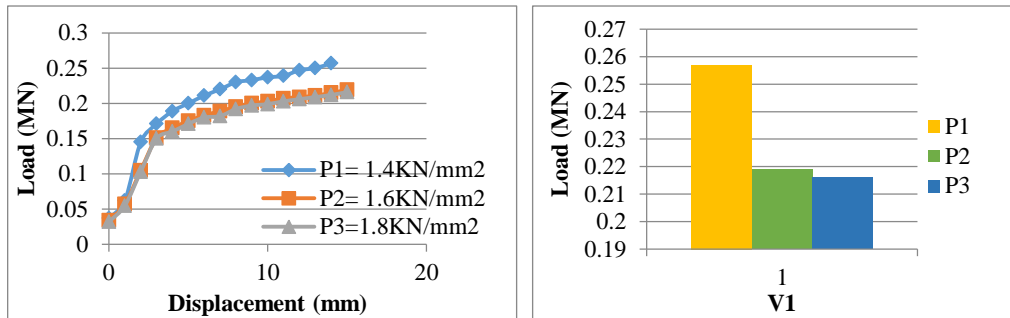 0.3
0.25
0.2
0.15
0.1
0.05
0
Load (MN)
P1= 1.4KN/mm2
P2= 1.6KN/mm2
P3=1.8KN/mm2
0 10 20
Displacement (mm)
0.27
0.26
0.25
0.24
0.23
0.22
0.21
0.2
0.19
Load (MN)
P1
P2
P3
1
V1